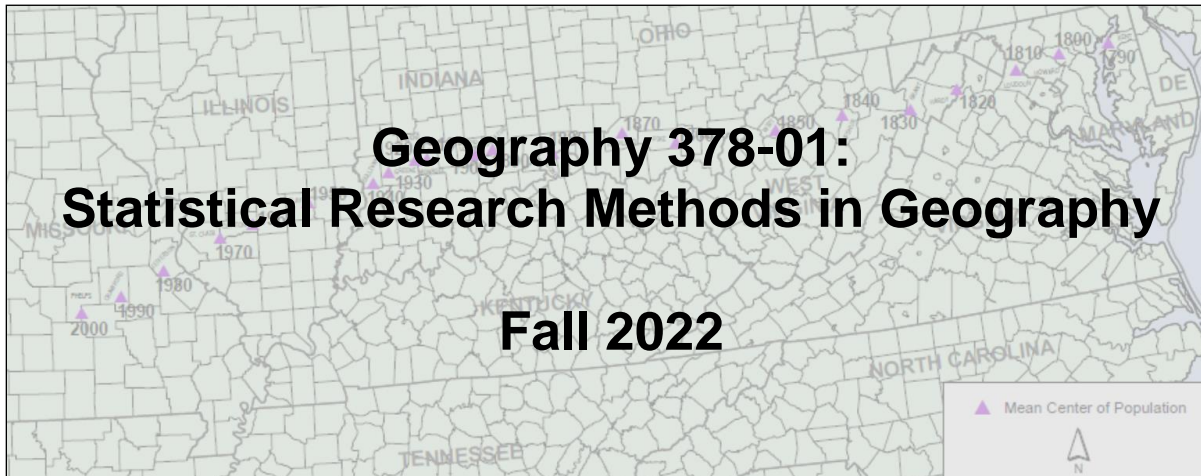 OHIO
1800
1810
1790
INDIANA
DE
ILLINOIS
1840
1820
1870
1850
1830
MARYLAND
Geography 378-01:
1930
WEST
Statistical Research Methods in Geography
1970
1980
PHELPS
1990
KENTUCKY
2000
Fall 2022
NORTH CAROLINA
Mean Center of Population
N
TENNESSEE